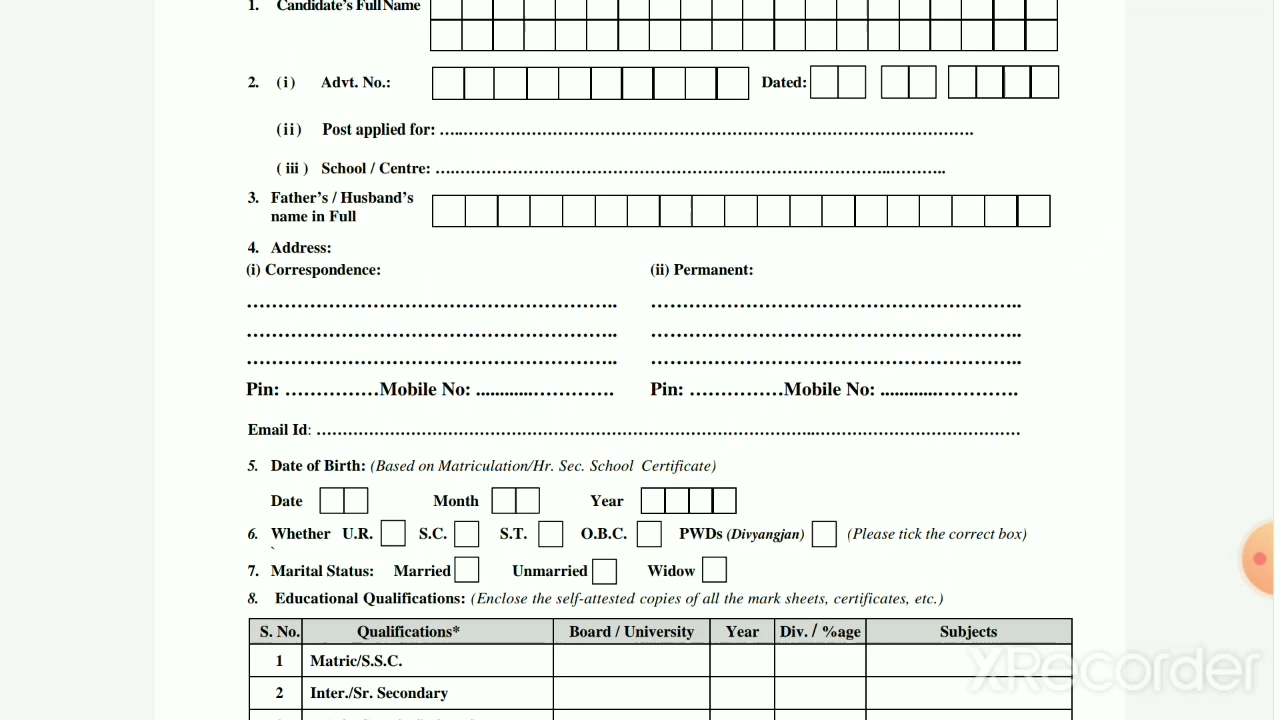 1. Candidate's Full Name
2. (i) Advt. No.: Dated:
(ii) Post applied for: ………………………………………………………………………………………
( iii ) School / Centre: ……………………………………………………………………………………
3. Father's / Husband's
name in Full
4. Address:
(i) Correspondence: (ii) Permanent:
………………………………………………….. …………………………………………………..
………………………………………………….. …………………………………………………..
………………………………………………….. …………………………………………………..
Pin: ……………Mobile No: ............…………. Pin: ……………Mobile No: ............………….
Email Id: ……………………………………………………………………………...………………………………
5. Date of Birth: (Based on Matriculation/Hr. Sec. School Certificate)
Date Month Year
6. Whether U.R. S.C. S.T. O.B.C. PWDs (Divyangjan) (Please tick the correct box)
`
7. Marital Status: Married Unmarried Widow
8. Educational Qualifications: (Enclose the self-attested copies of all the mark sheets, certificates, etc.)
S. No. Qualifications* Board / University Year Div. / %age Subjects
1 Matric/S.S.C.
2 Inter./Sr. Secondary
XRecorder